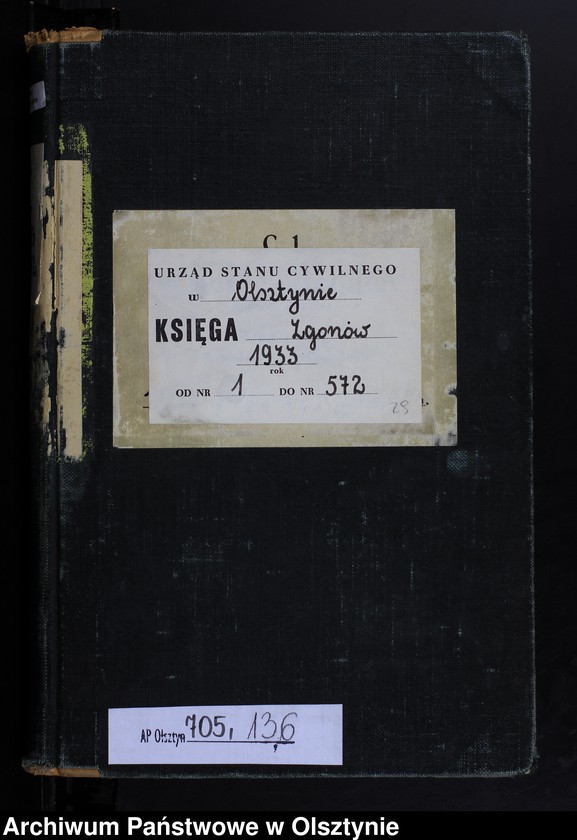 C 1
URZĄD STANU CYWILNEGO
w Olsztynie
KSIĘGA Zgonów
1933
rok
OD NR 1 DO NR 572
29
AP Olsztyn 705, 136
Archiwum Państwowe w Olsztynie